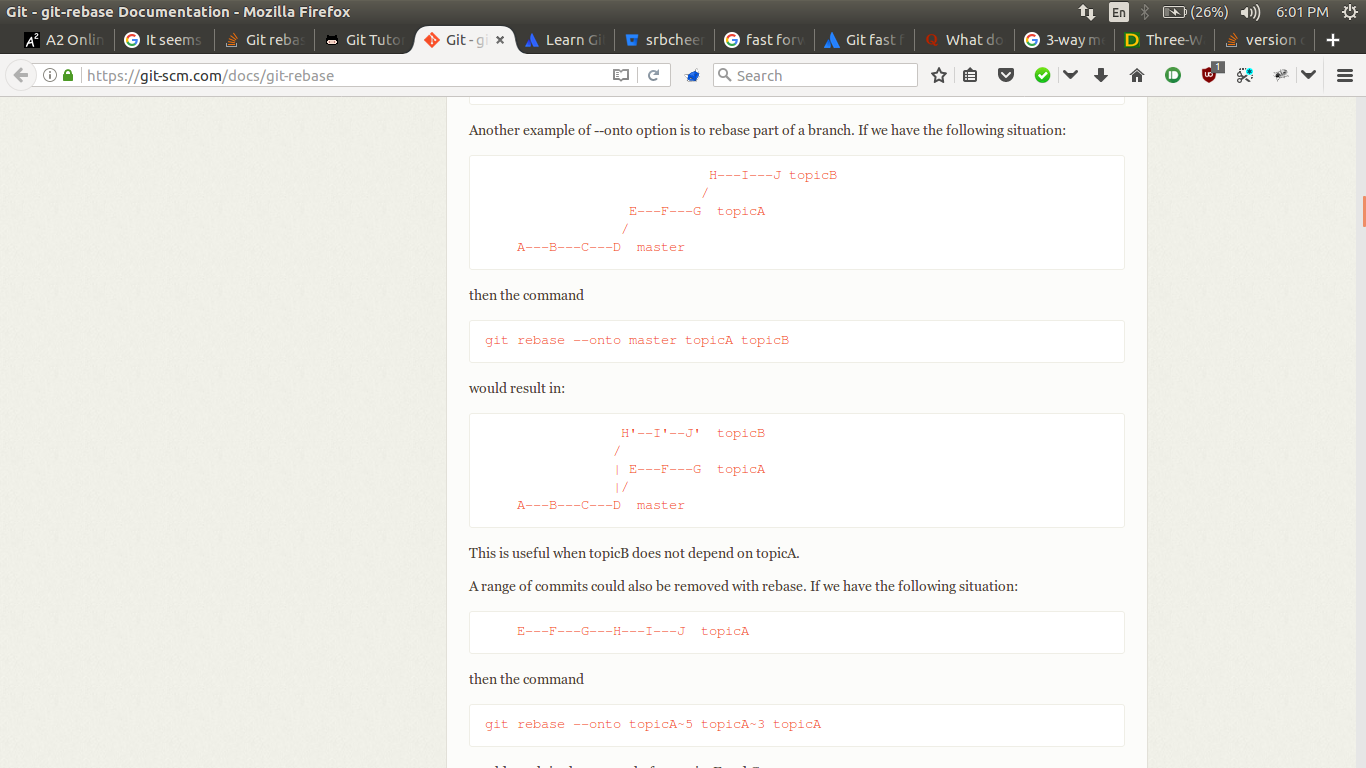 Git - git-rebase Documentation - Mozilla Firefox En (26%) 6:01 PM
A2 Onlin It seems Git reba Git Tuto Git - gi Learn Gi srbcheer fast forw Git fast f What do 3-way m Three-W version
https://git-scm.com/docs/git-rebase Search 1
Another example of --onto option is to rebase part of a branch. If we have the following situation:
                        H---I---J topicB
                       /
              E---F---G  topicA
             /
A---B---C---D  master
then the command
git rebase --onto master topicA topicB
would result in:
             H'--I'--J'  topicB
            /
            | E---F---G  topicA
            |/
A---B---C---D  master
This is useful when topicB does not depend on topicA.
A range of commits could also be removed with rebase. If we have the following situation:
E---F---G---H---I---J  topicA
then the command
git rebase --onto topicA~5 topicA~3 topicA